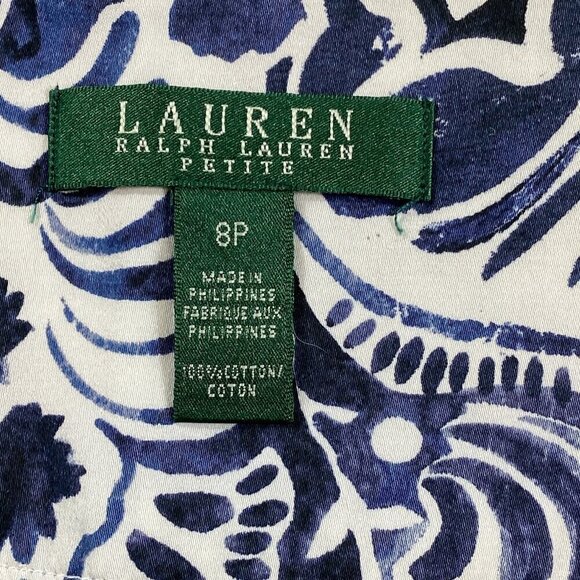 LAUREN
RALPH LAUREN
PETITE
8P
MADE IN
PHILIPPINES
FABRIQUE AUX
PHILIPPINES
100% COTTON/
COTON